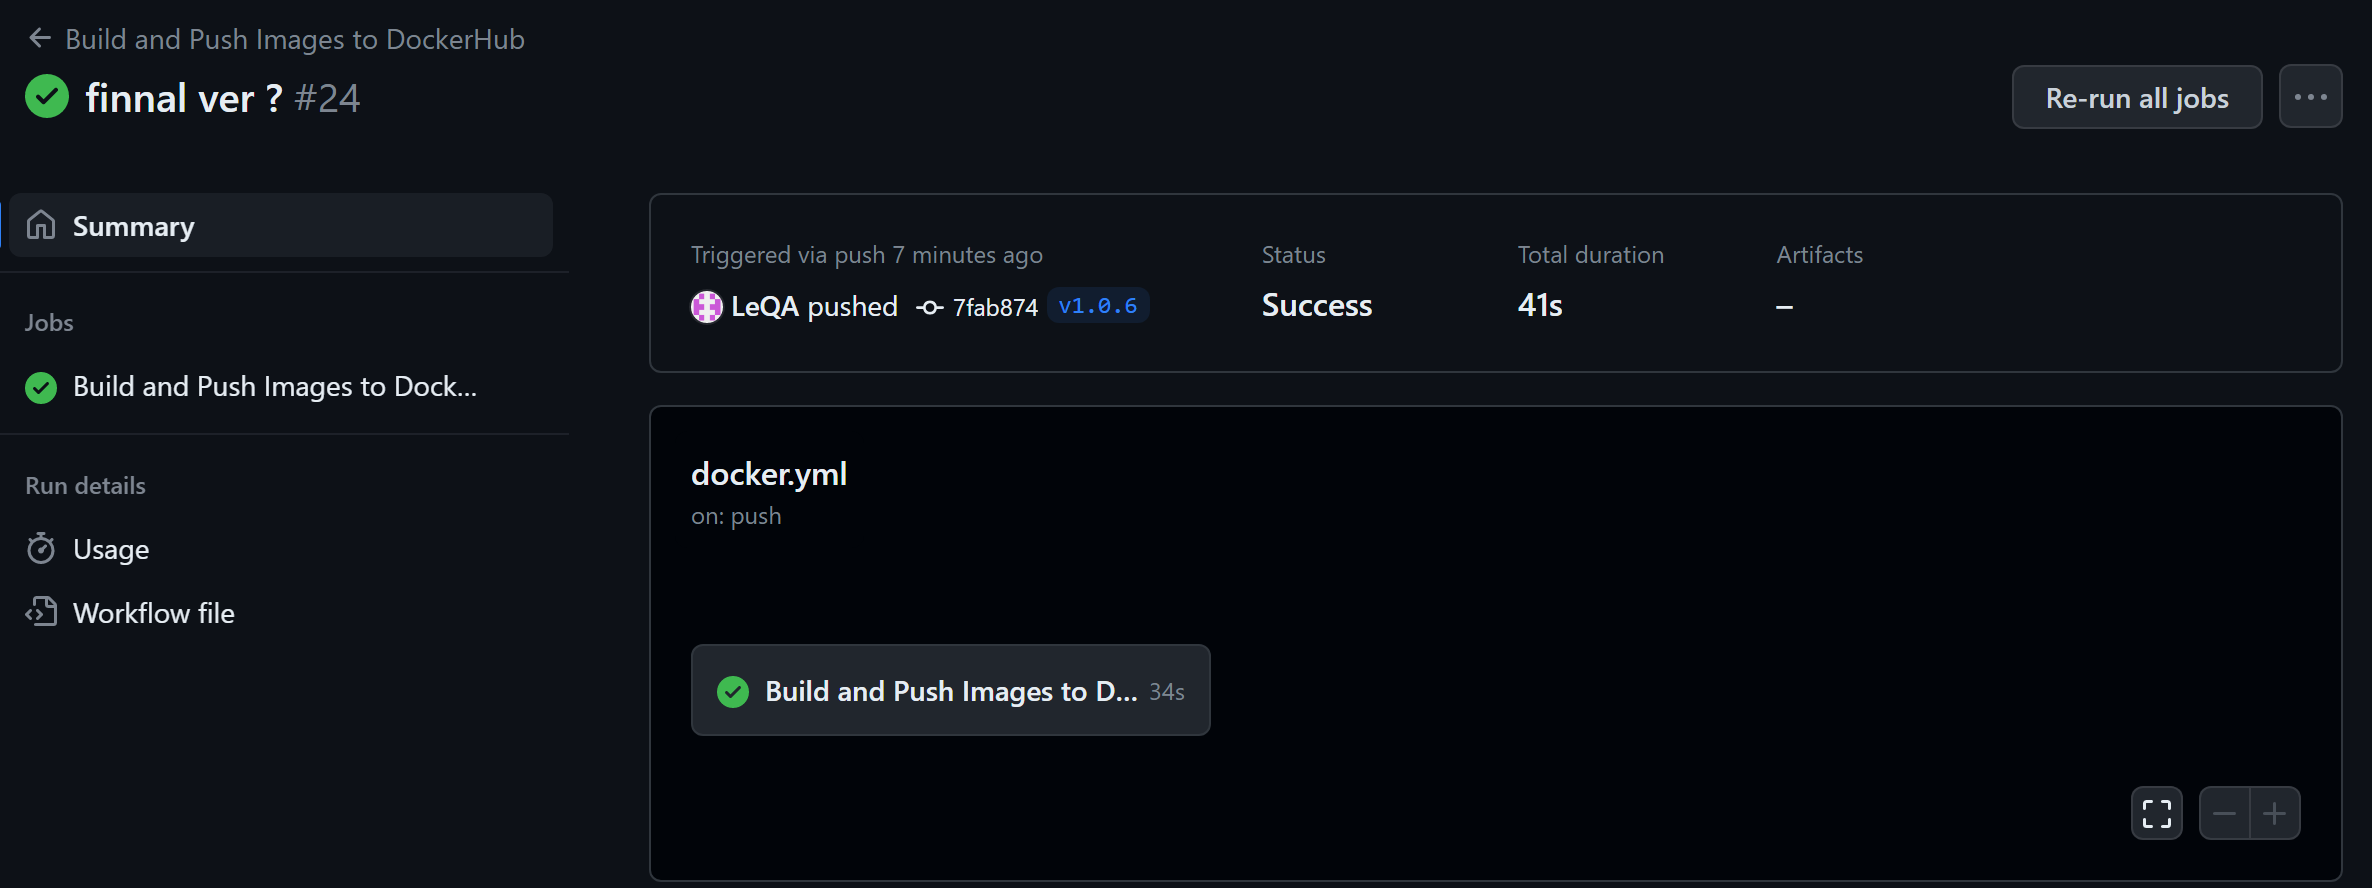 Build and Push Images to DockerHub
finnal ver ? #24
Re-run all jobs
Summary
Jobs
Build and Push Images to Dock...
Run details
Usage
Workflow file
Triggered via push 7 minutes ago
LeQA pushed 7fab874 v1.0.6
Status
Success
Total duration
41s
Artifacts
–
docker.yml
on: push
Build and Push Images to D... 34s